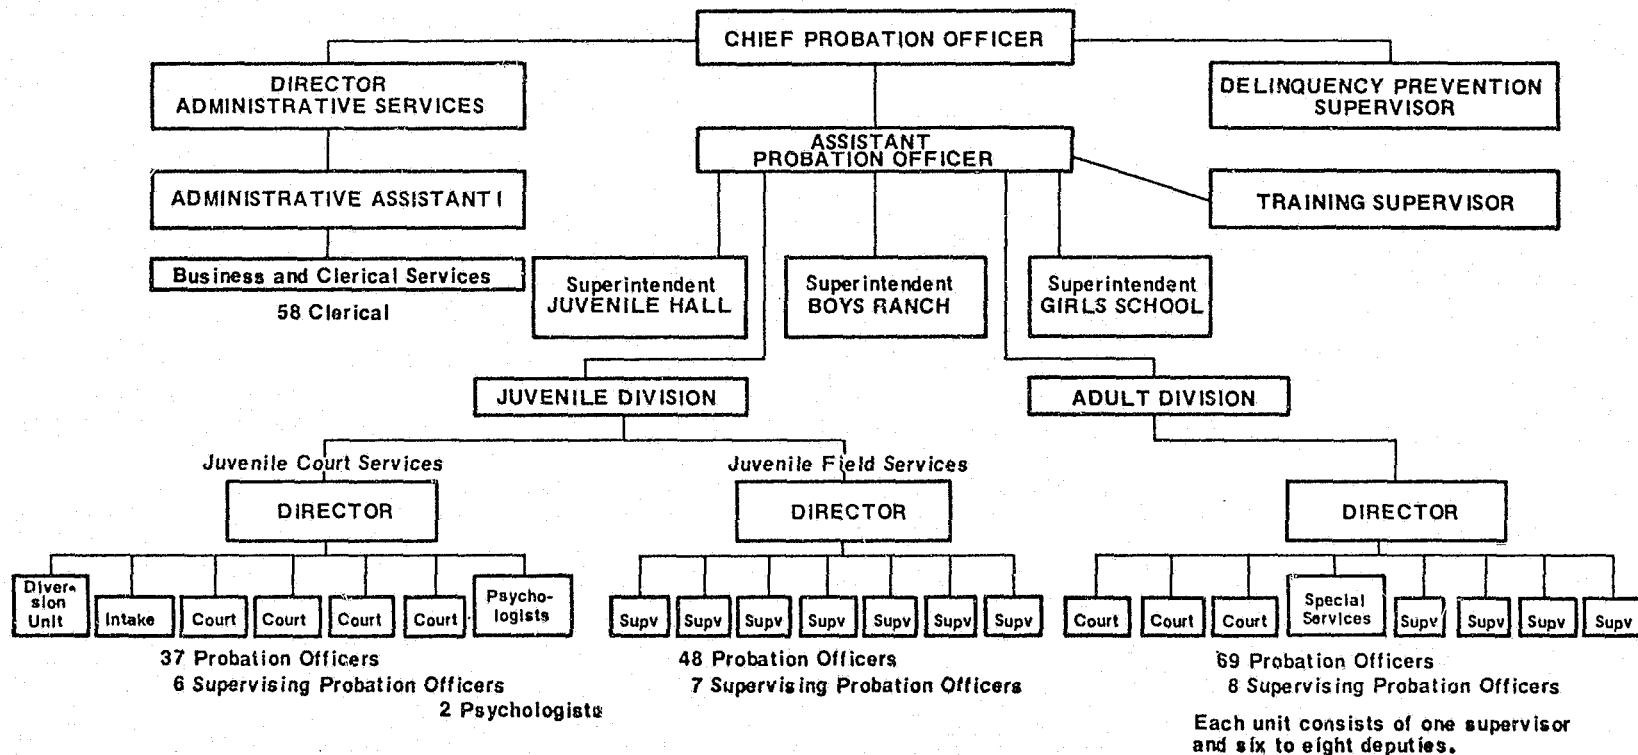 CHIEF PROBATION OFFICER
DIRECTOR
ADMINISTRATIVE SERVICES
DELINQUENCY PREVENTION
SUPERVISOR
ASSISTANT
PROBATION OFFICER
ADMINISTRATIVE ASSISTANT I
TRAINING SUPERVISOR
Business and Clerical Services
58 Clerical
Superintendent
JUVENILE HALL
Superintendent
BOYS RANCH
Superintendent
GIRLS SCHOOL
JUVENILE DIVISION
ADULT DIVISION
Juvenile Court Services
DIRECTOR
Juvenile Field Services
DIRECTOR
DIRECTOR
Diver-
sion
Unit
Intake
Court
Court
Court
Court
Psycho-
logists
37 Probation Officers
6 Supervising Probation Officers
2 Psychologists
Supv
Supv
Supv
Supv
Supv
Supv
Supv
48 Probation Officers
7 Supervising Probation Officers
Court
Court
Court
Special
Services
Supv
Supv
Supv
Supv
69 Probation Officers
8 Supervising Probation Officers
Each unit consists of one supervisor
and six to eight deputies.